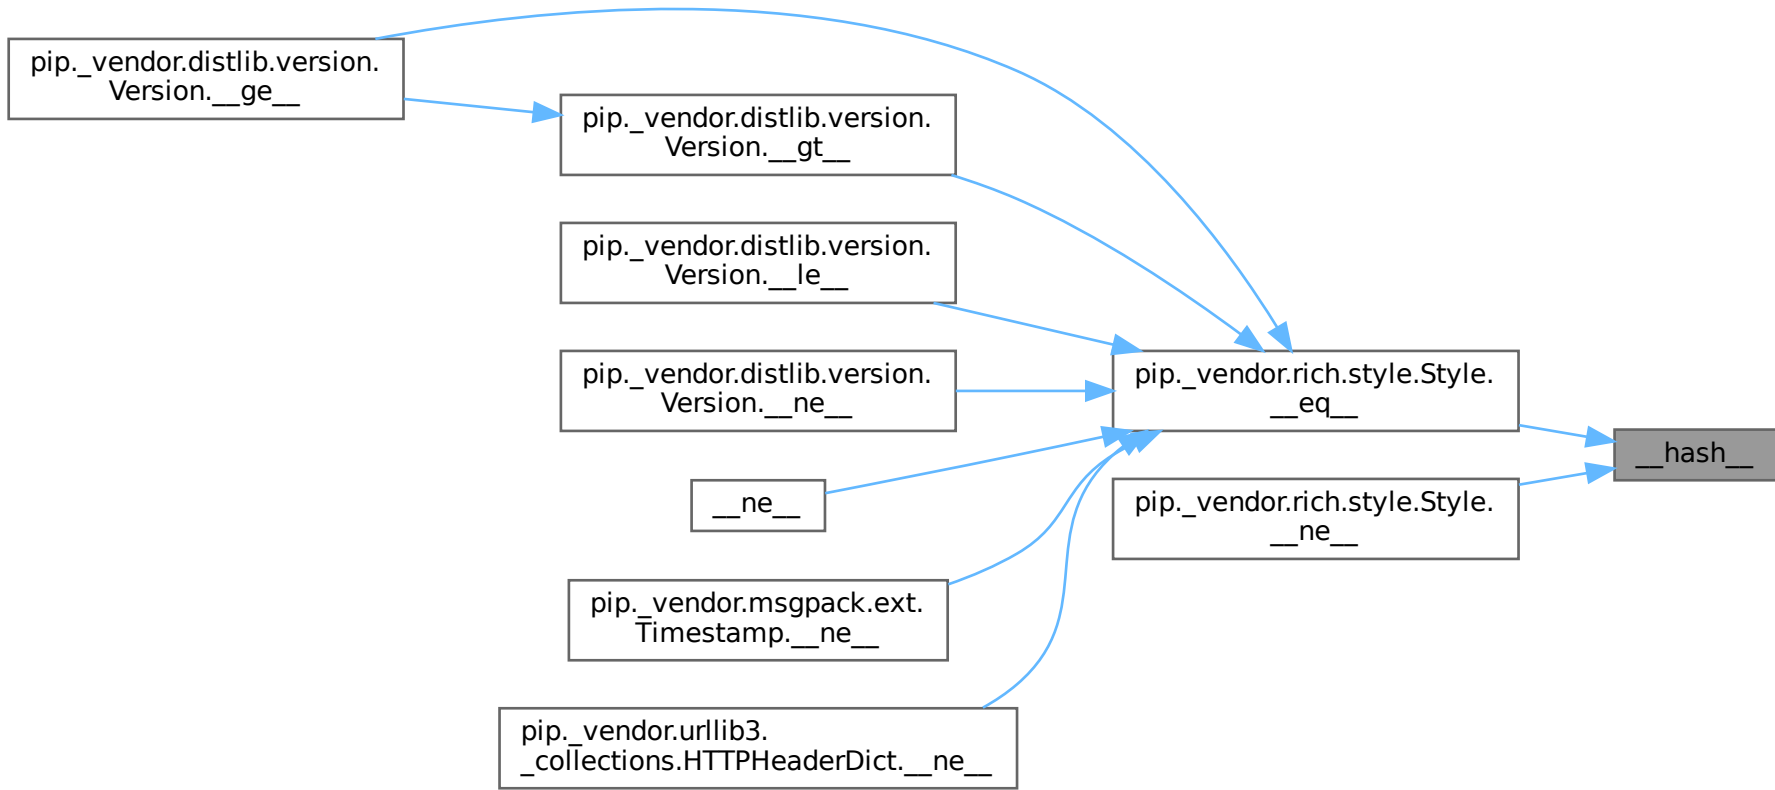 pip._vendor.distlib.version.
Version.__ge__
pip._vendor.distlib.version.
Version.__gt__
pip._vendor.distlib.version.
Version.__le__
pip._vendor.distlib.version.
Version.__ne__
__ne__
pip._vendor.msgpack.ext.
Timestamp.__ne__
pip._vendor.urllib3.
_collections.HTTPHeaderDict.__ne__
pip._vendor.rich.style.Style.
__eq__
pip._vendor.rich.style.Style.
__ne__
__hash__